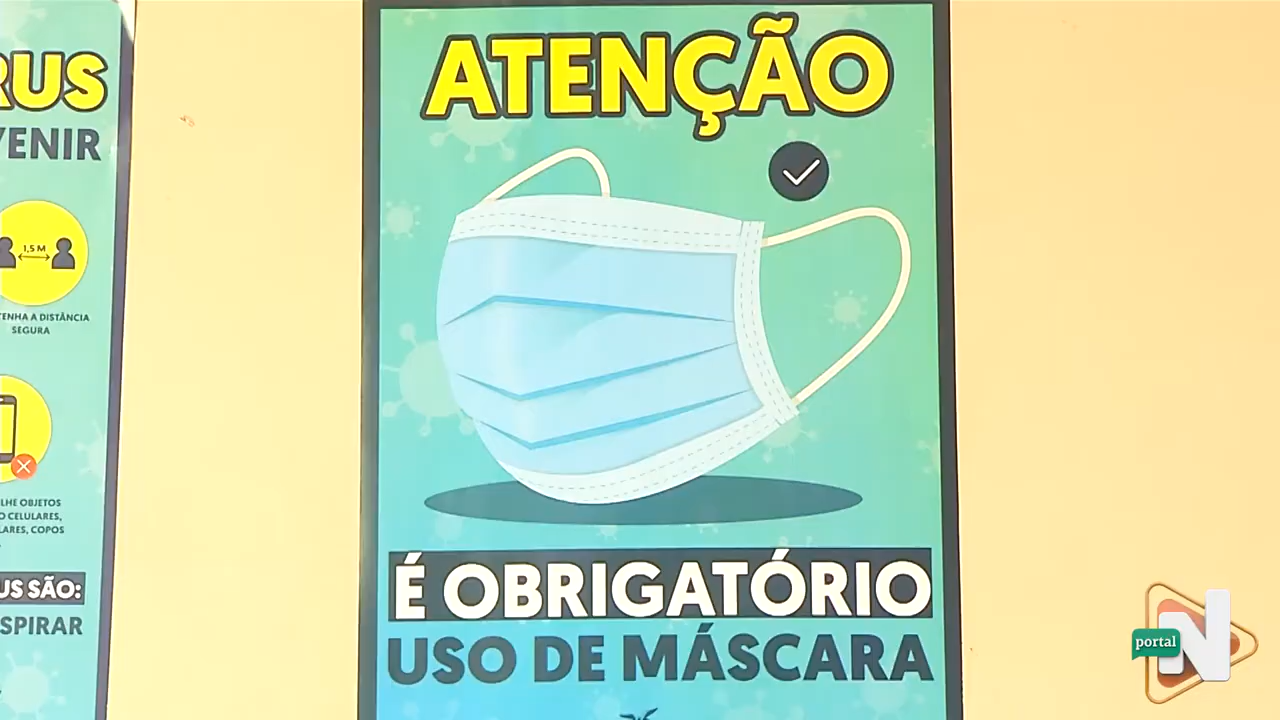 RUS
VENIR
1,5 M
TENHA A DISTÂNCIA
SEGURA
LHE OBJETOS
O CELULARES,
LARES, COPOS
US SÃO:
SPIRAR
ATENÇÃO
É OBRIGATÓRIO
USO DE MÁSCARA
portal
N